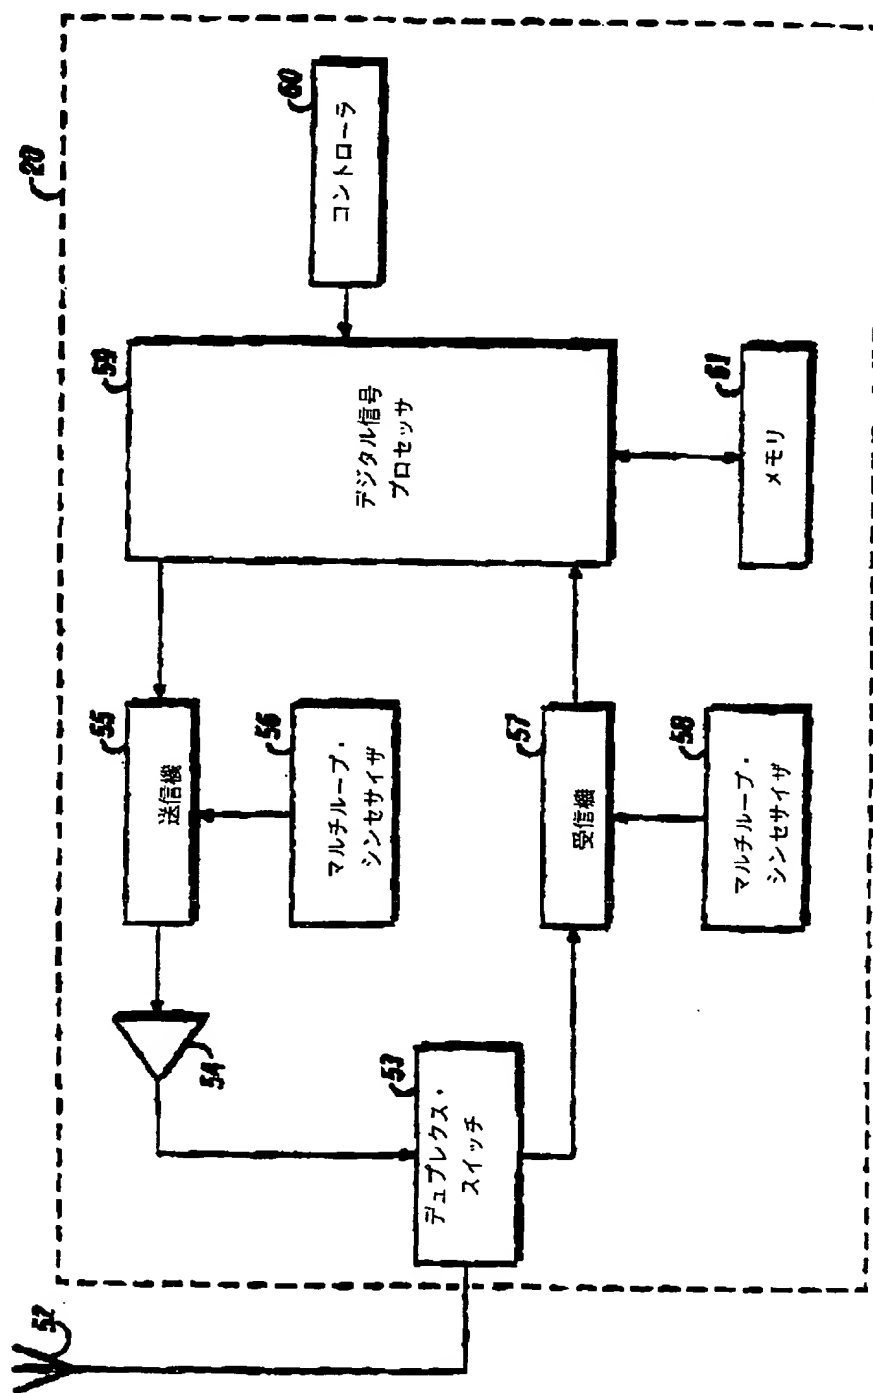 20
52
53
デュプレクス・
スイッチ
54
55
送信機
56
マルチループ・
シンセサイザ
57
受信機
58
マルチループ・
シンセサイザ
59
デジタル信号
プロセッサ
60
コントローラ
61
メモリ